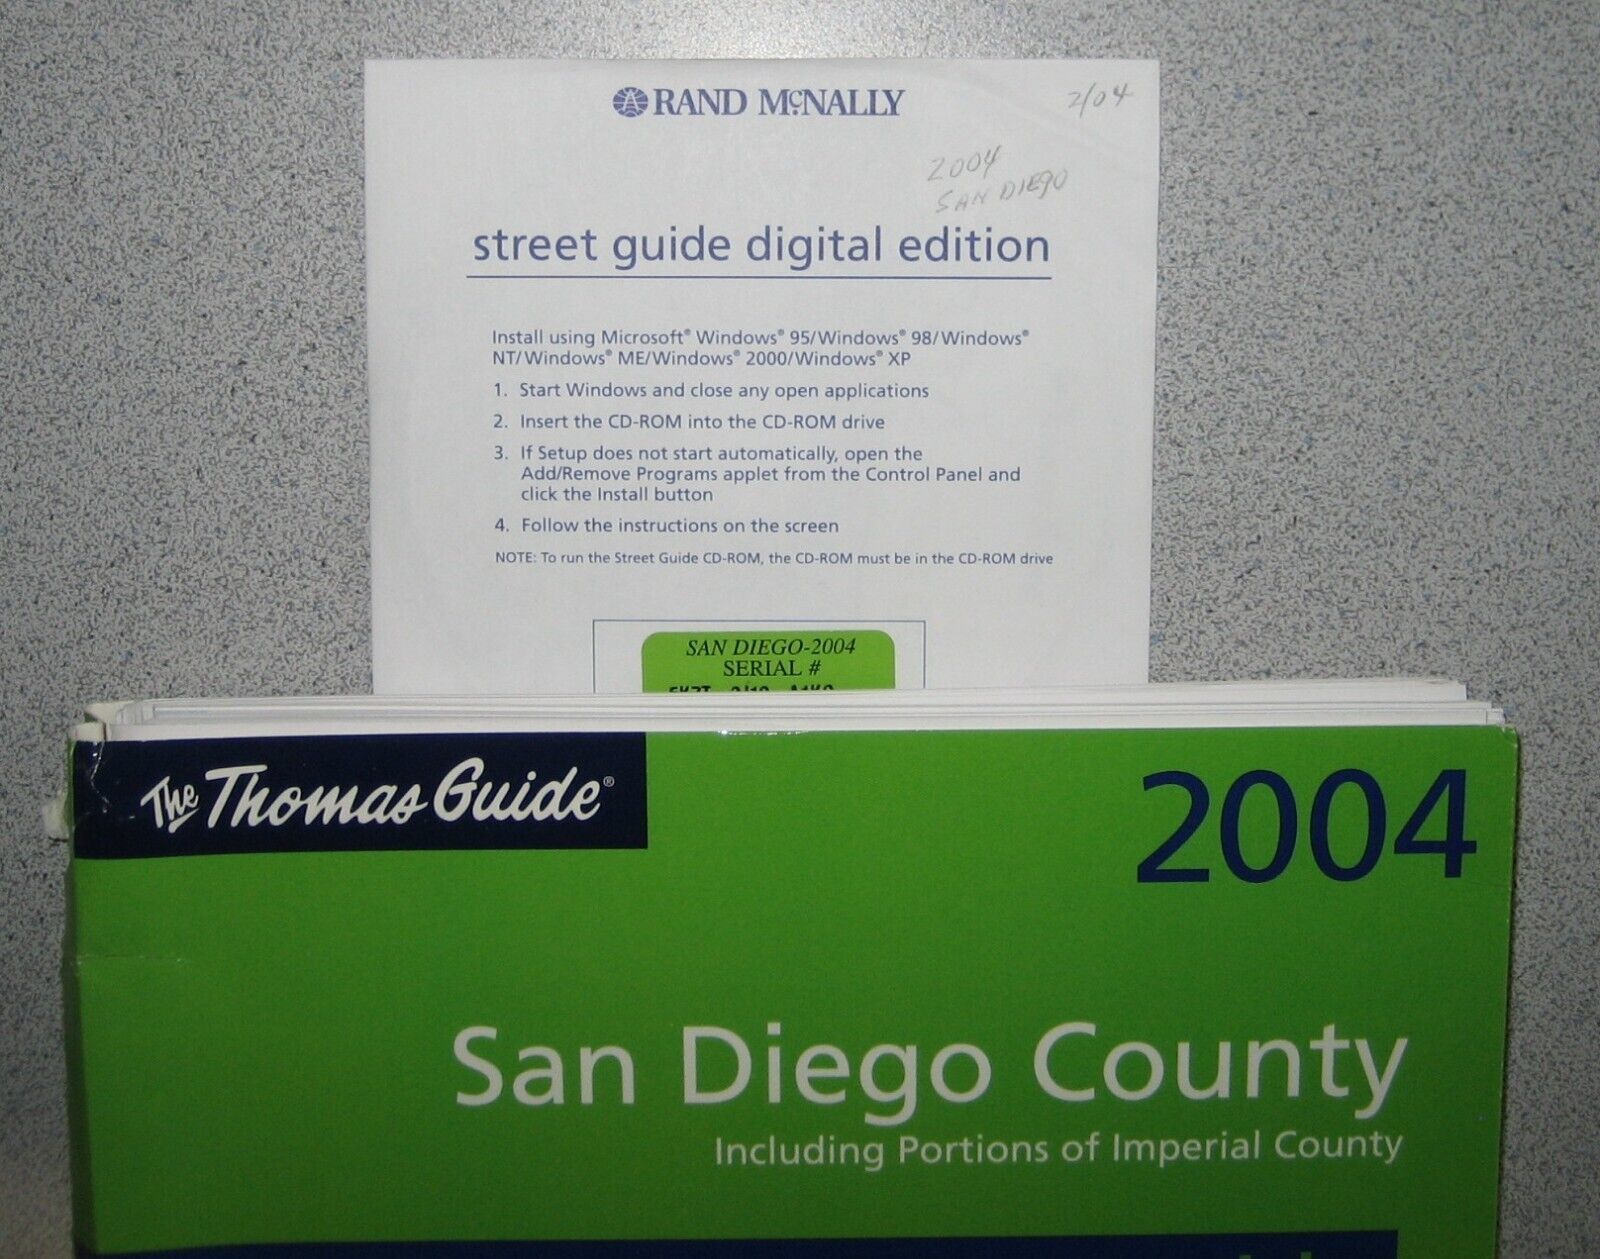 RAND McNALLY
2/04
2004
SAN DIEGO
street guide digital edition
Install using Microsoft® Windows® 95/Windows® 98/Windows®
NT/Windows® ME/Windows® 2000/Windows® XP
1. Start Windows and close any open applications
2. Insert the CD-ROM into the CD-ROM drive
3. If Setup does not start automatically, open the
Add/Remove Programs applet from the Control Panel and
click the Install button
4. Follow the instructions on the screen
NOTE: To run the Street Guide CD-ROM, the CD-ROM must be in the CD-ROM drive
SAN DIEGO-2004
SERIAL #
The Thomas Guide®
2004
San Diego County
Including Portions of Imperial County